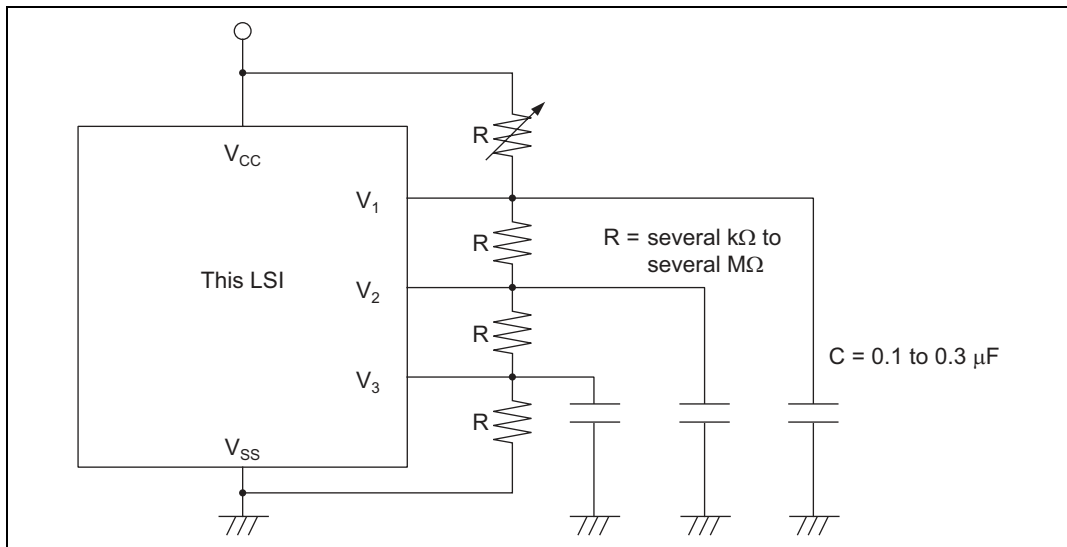 V_CC
R
V_1
R
R = several kΩ to
several MΩ
This LSI
V_2
R
C = 0.1 to 0.3 μF
V_3
R
V_SS